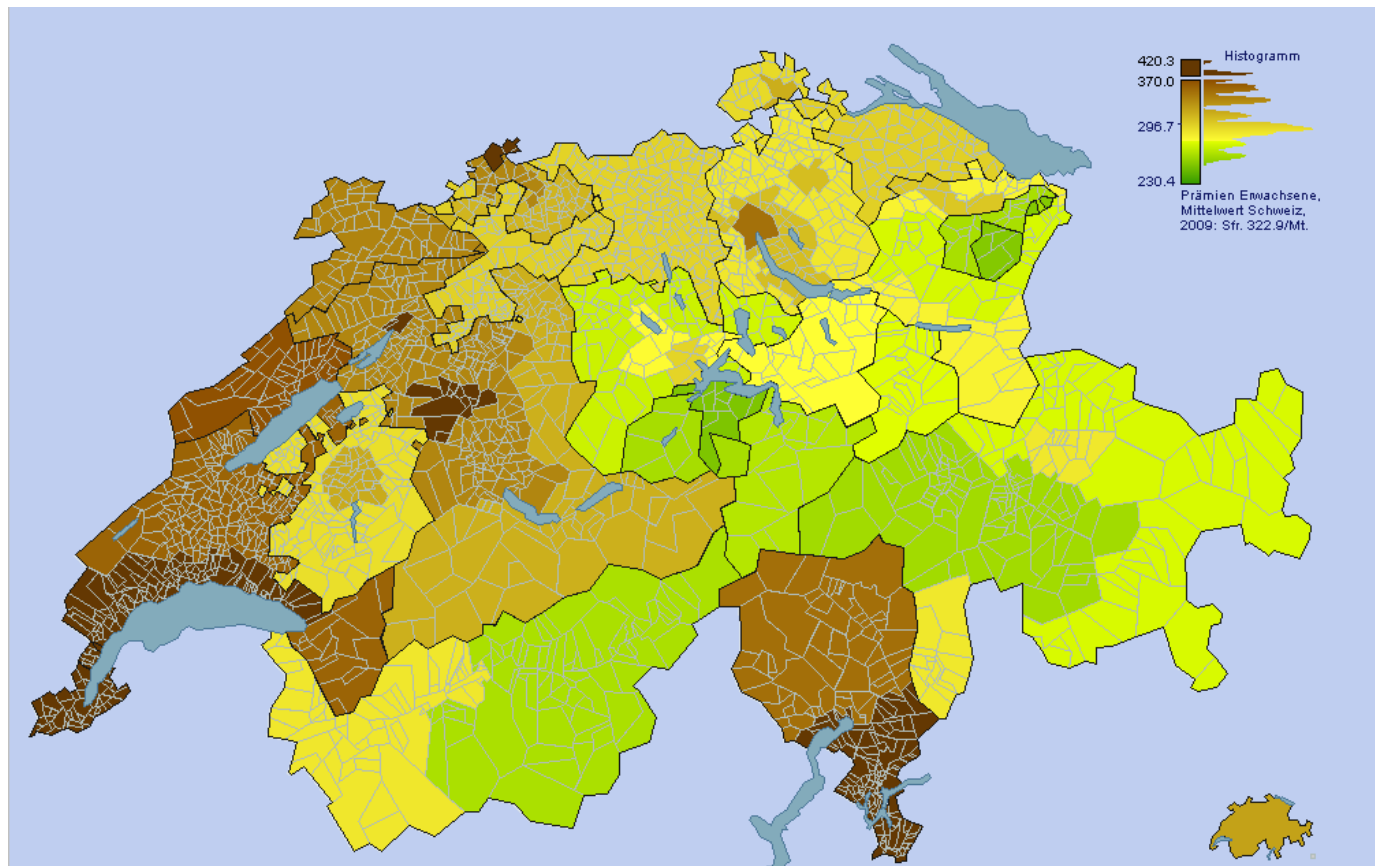 Histogramm
420.3
370.0
296.7
230.4
Prämien Erwachsene,
Mittelwert Schweiz,
2009: Sfr. 322.9/Mt.